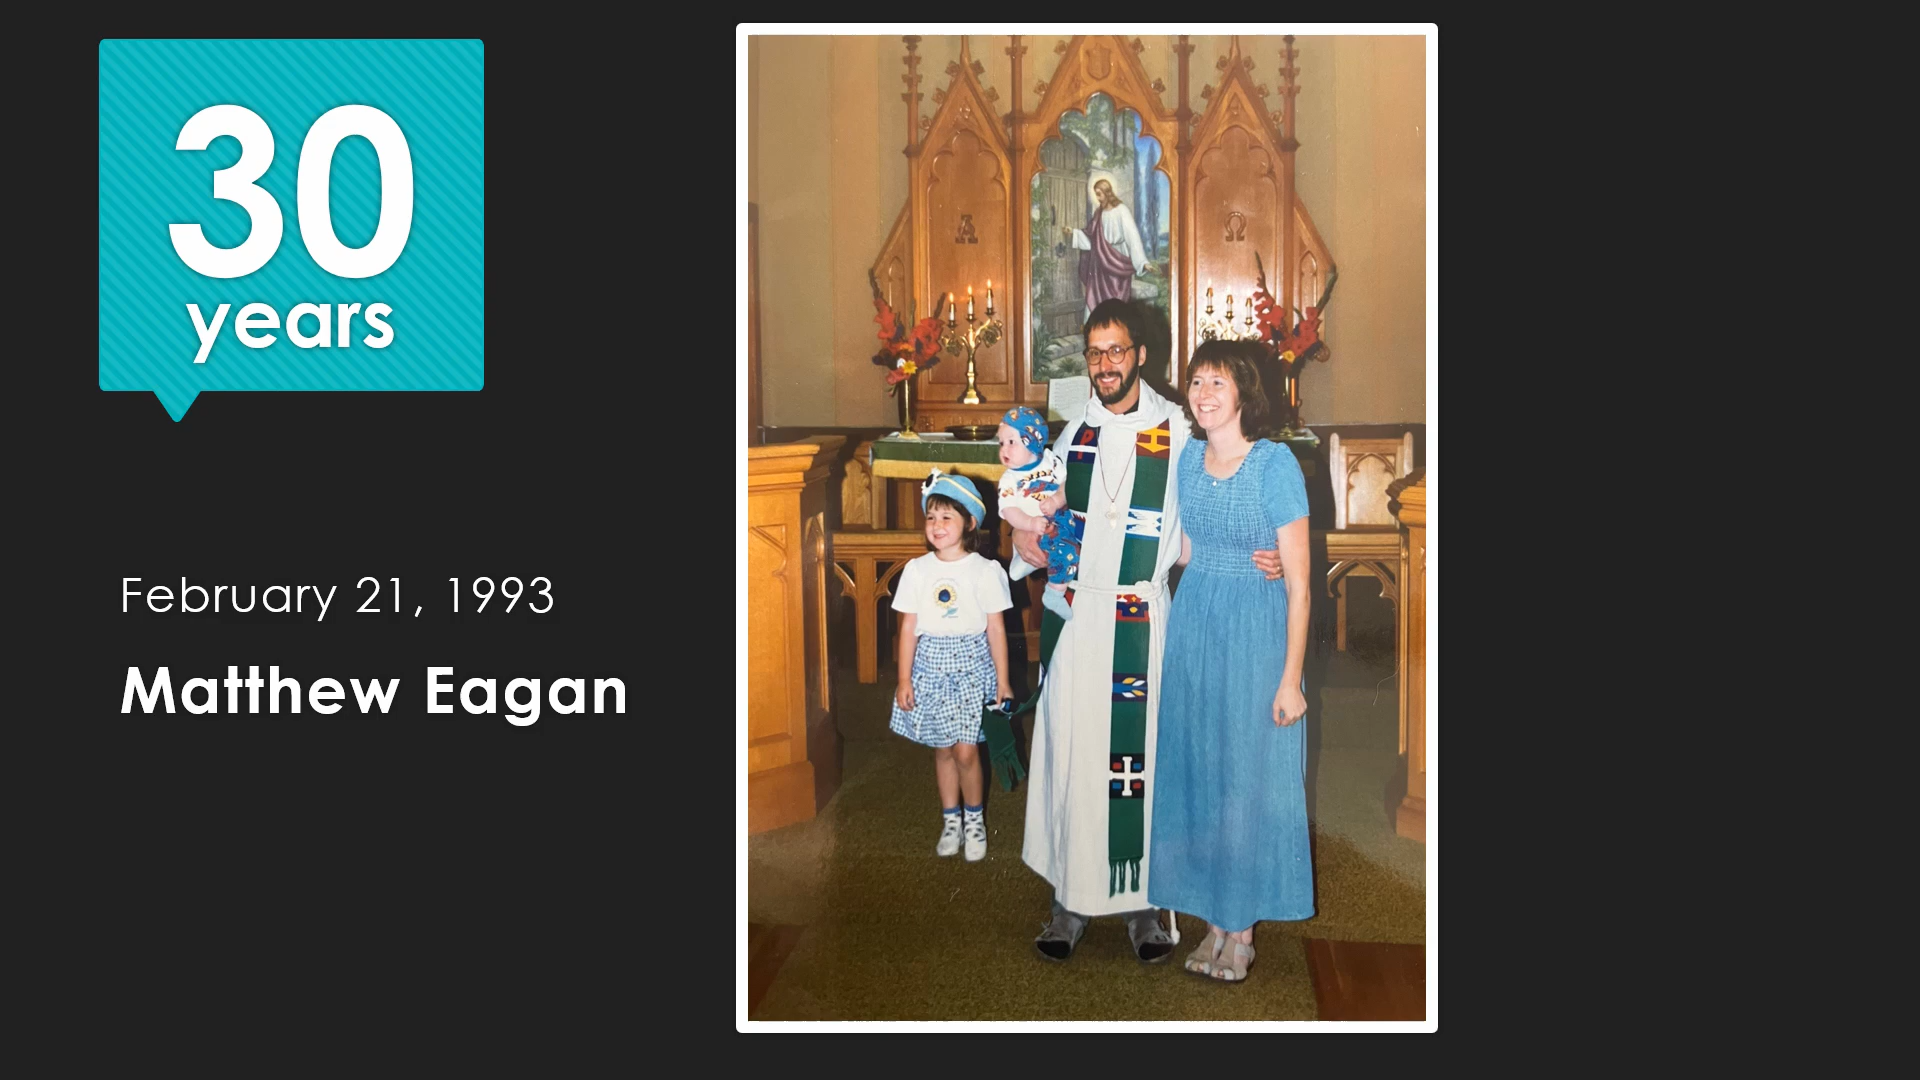 30
years
February 21, 1993
Matthew Eagan
Α
Ω